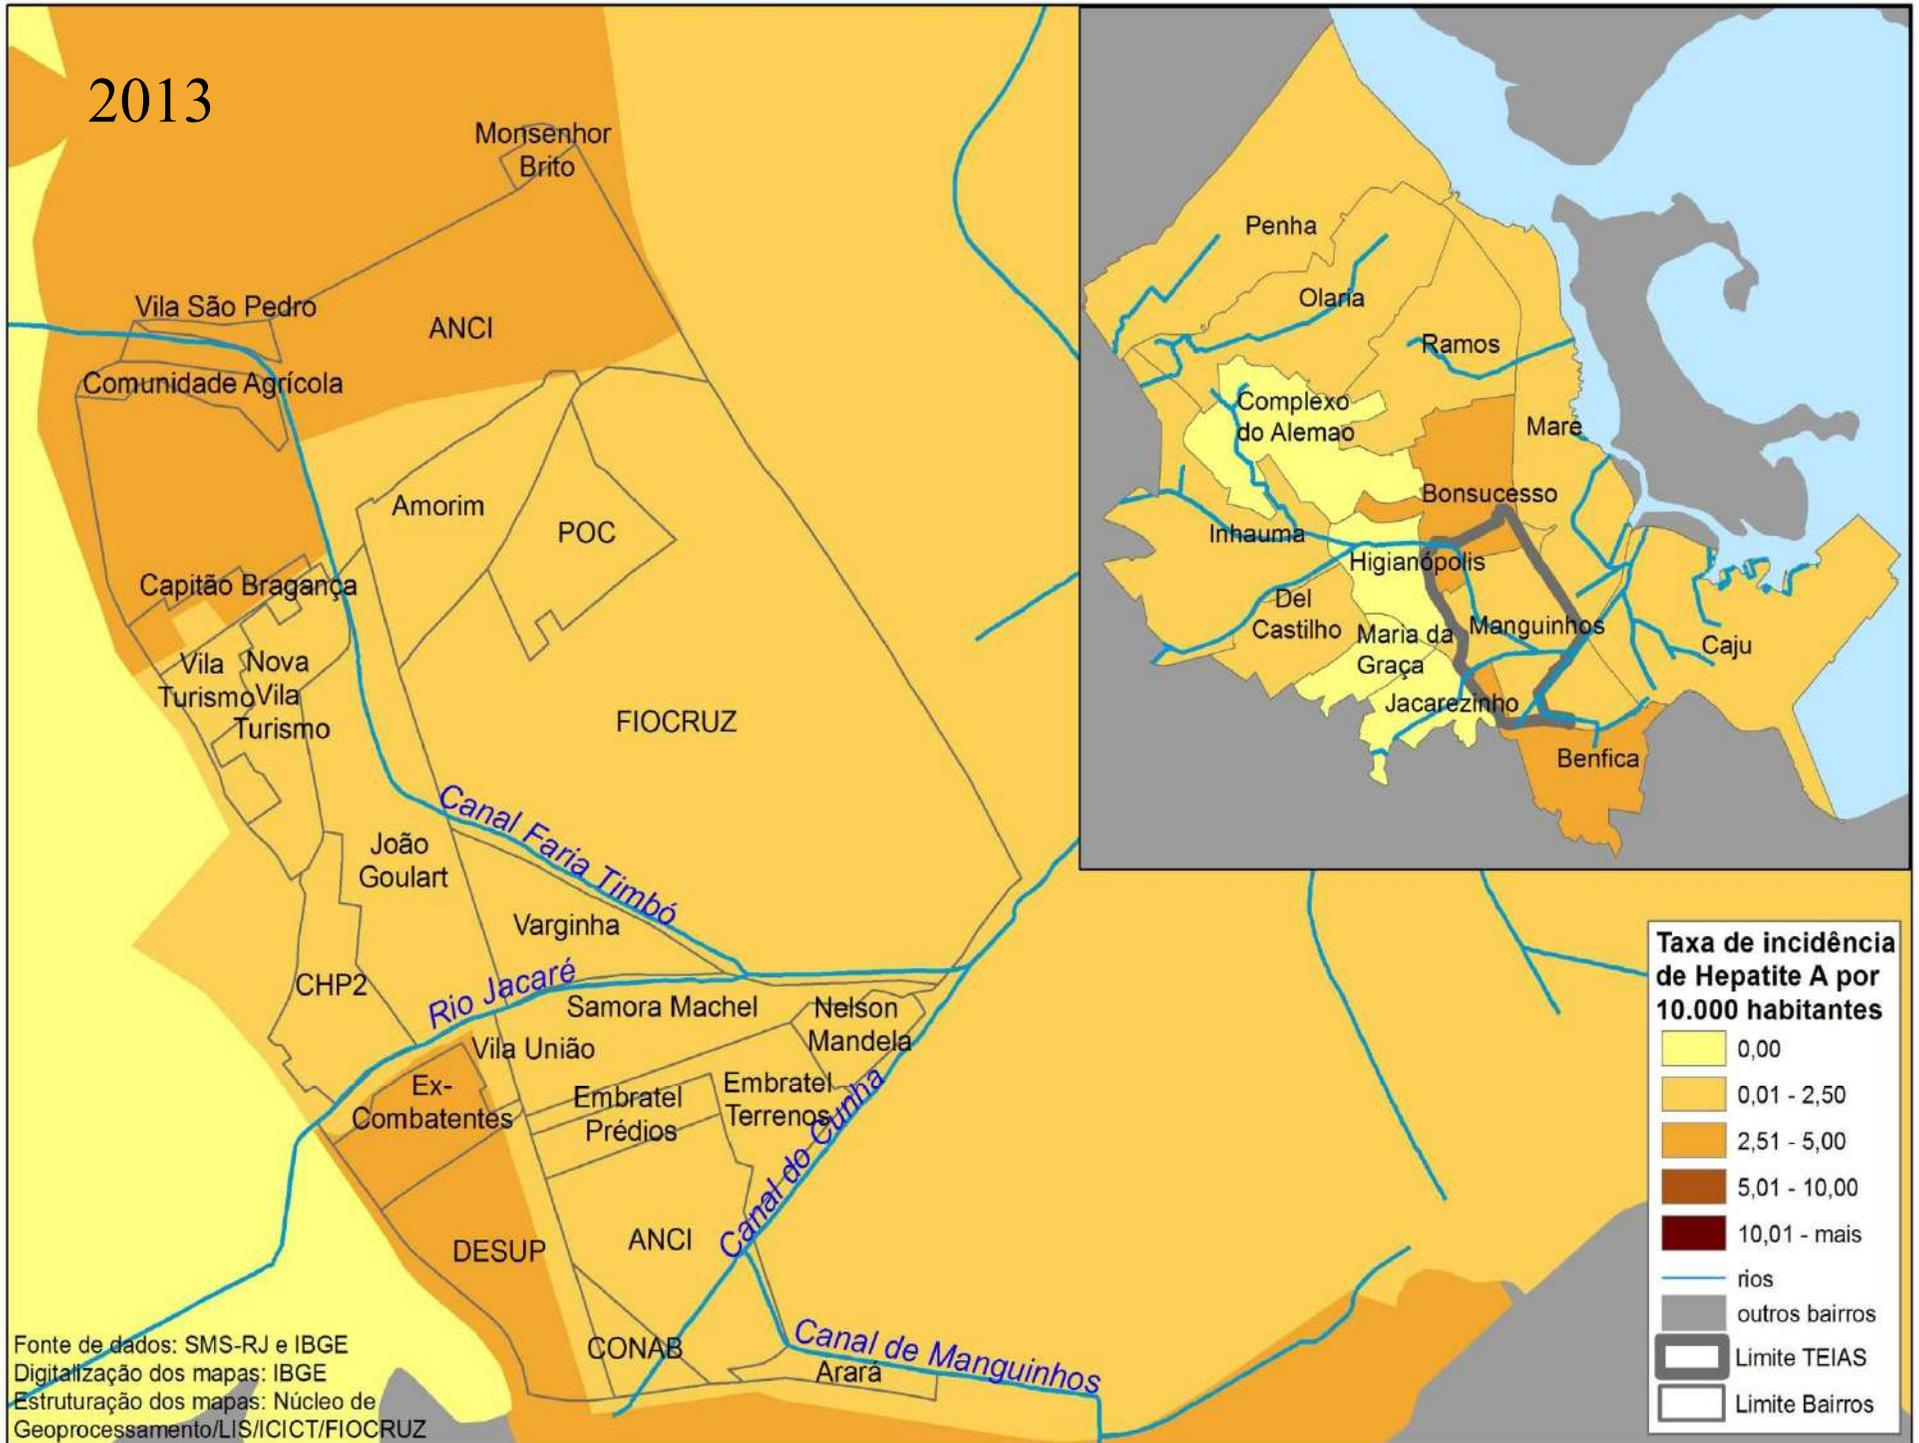 2013
Monsenhor
Brito
Vila São Pedro
ANCI
Comunidade Agrícola
Amorim
POC
Capitão Bragança
Vila
Turismo
Nova
Vila
Turismo
FIOCRUZ
Canal Faria Timbó
João
Goulart
Varginha
CHP2
Rio Jacaré
Samora Machel
Nelson
Mandela
Vila União
Ex-
Combatentes
Embratel
Prédios
Embratel
Terrenos
Canal do Cunha
DESUP
ANCI
CONAB
Canal de Manguinhos
Arará
Fonte de dados: SMS-RJ e IBGE
Digitalização dos mapas: IBGE
Estruturação dos mapas: Núcleo de
Geoprocessamento/LIS/ICICT/FIOCRUZ
Penha
Olaria
Ramos
Complexo
do Alemao
Maré
Bonsucesso
Inhauma
Higianópolis
Del
Castilho
Maria da
Graça
Manguinhos
Caju
Jacarezinho
Benfica
Taxa de incidência
de Hepatite A por
10.000 habitantes
0,00
0,01 - 2,50
2,51 - 5,00
5,01 - 10,00
10,01 - mais
rios
outros bairros
Limite TEIAS
Limite Bairros